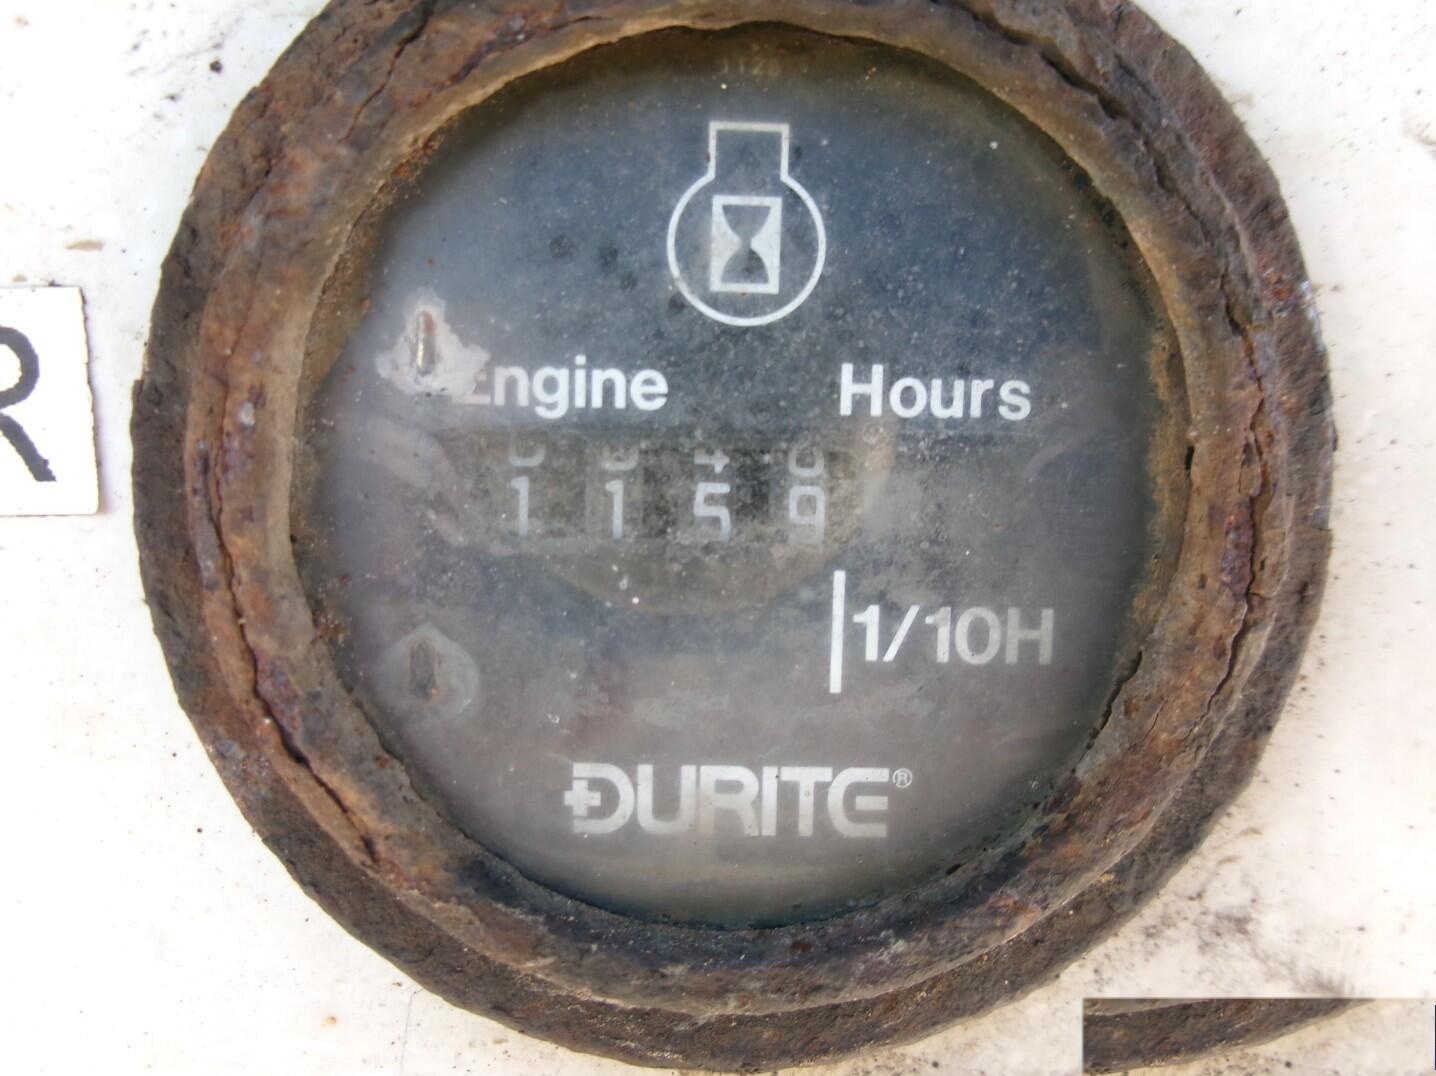 R
Engine Hours
1159
1/10H
DURITE®